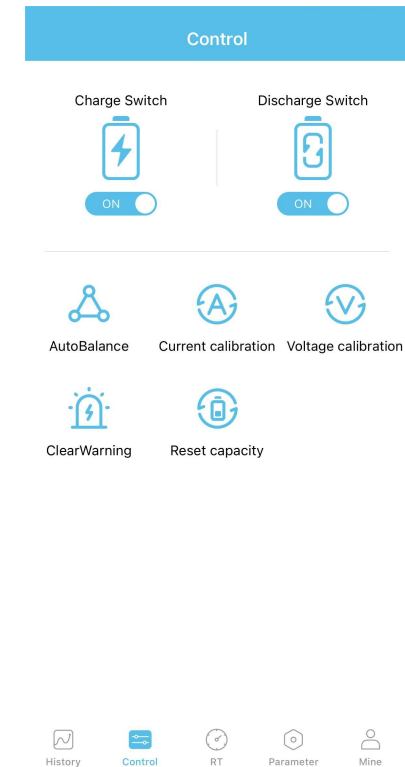 Control
Charge Switch Discharge Switch
ON ON
AutoBalance Current calibration Voltage calibration
ClearWarning Reset capacity
History Control RT Parameter Mine